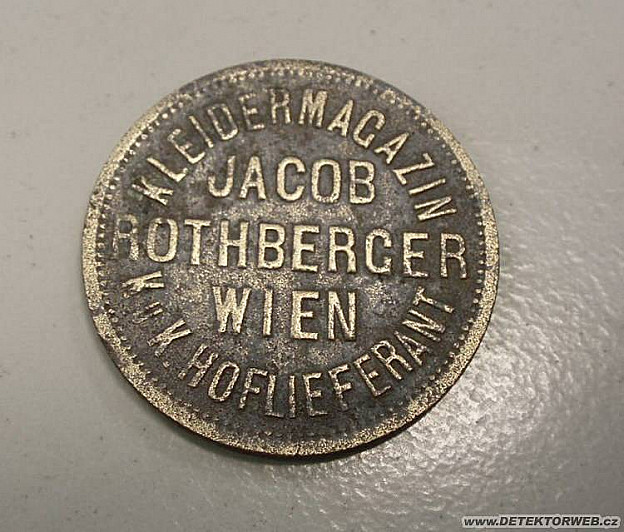 KLEIDERMAGAZIN
JACOB
ROTHBERGER
WIEN
K. u. K. HOFLIEFERANT
www.DETEKTORWEB.cz